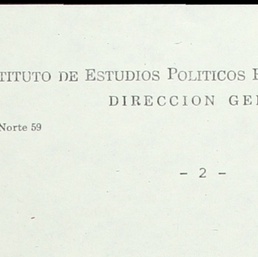 TITUTO DE ESTUDIOS POLITICOS
DIRECCION GE
Norte 59
- 2 -